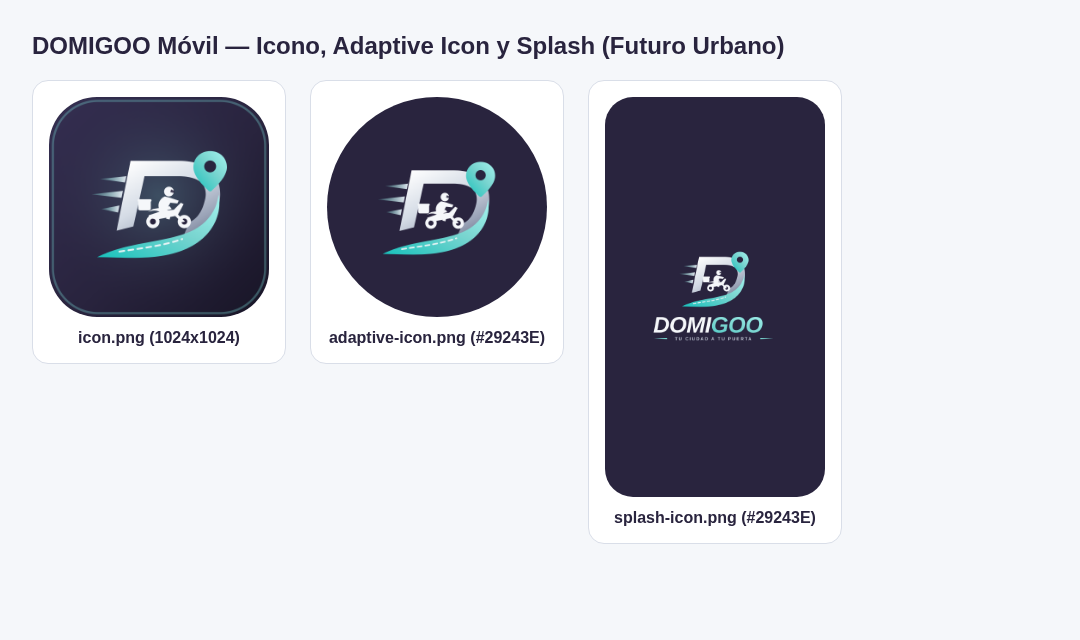 DOMIGOO Móvil — Icono, Adaptive Icon y Splash (Futuro Urbano)
icon.png (1024x1024)
adaptive-icon.png (#29243E)
DOMIGOO
TU CIUDAD A TU PUERTA
splash-icon.png (#29243E)